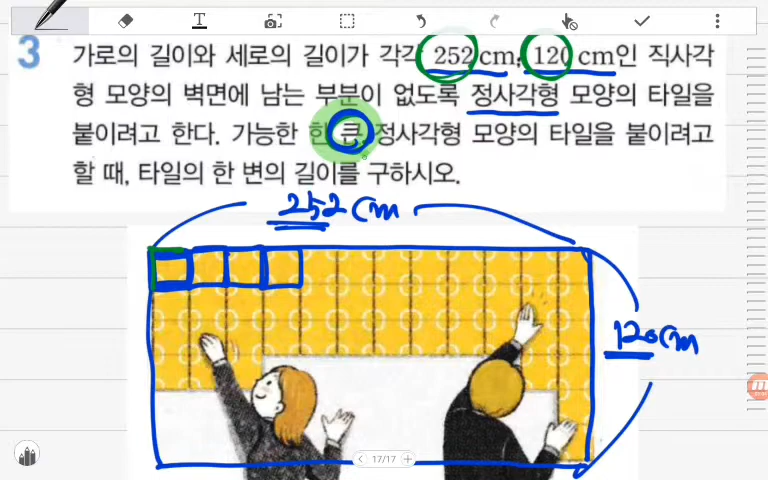 3 가로의 길이와 세로의 길이가 각각 252 cm, 120 cm인 직사각
형 모양의 벽면에 남는 부분이 없도록 정사각형 모양의 타일을
붙이려고 한다. 가능한 한 큰 정사각형 모양의 타일을 붙이려고
할 때, 타일의 한 변의 길이를 구하시오.
252 cm
120 cm
17/17